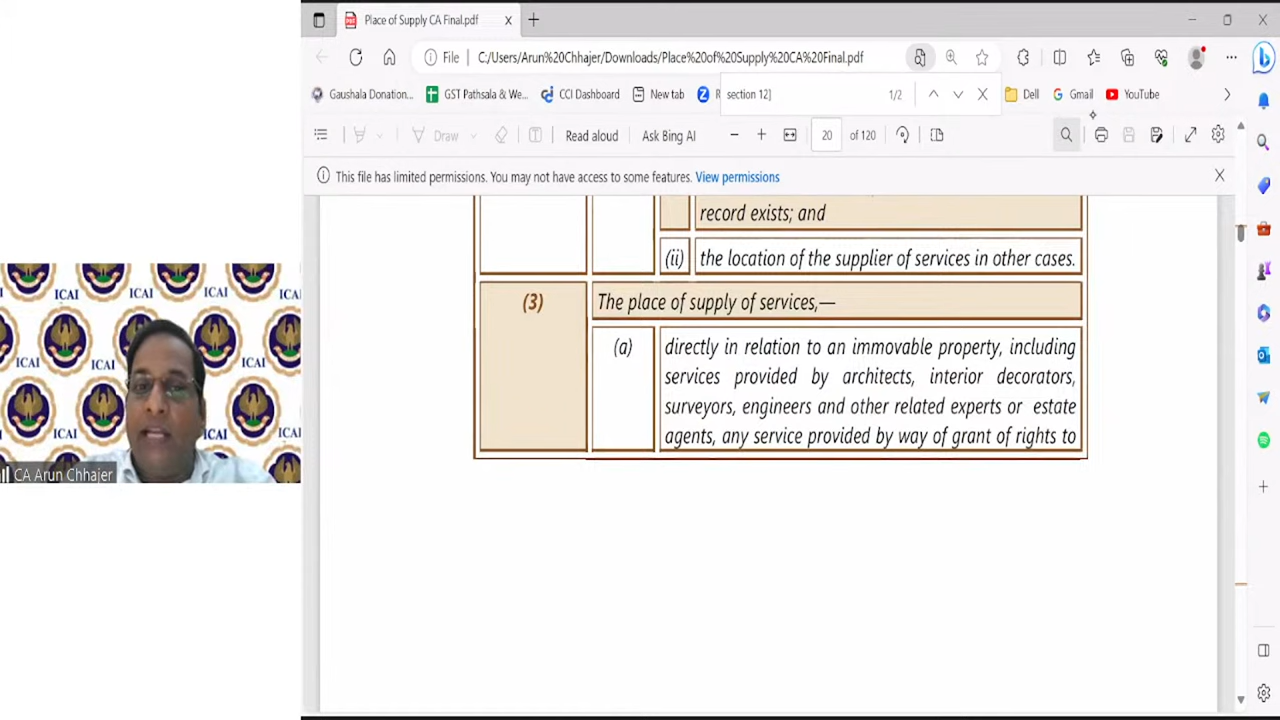 Place of Supply CA Final.pdf
File
C:/Users/Arun%20Chhajer/Downloads/Place%20of%20Supply%20CA%20Final.pdf
Gaushala Donation...
GST Pathsala & We...
CCI Dashboard
New tab
section 12]
1/2
Dell
Gmail
YouTube
Draw
Read aloud
Ask Bing AI
20
of 120
This file has limited permissions. You may not have access to some features. View permissions
record exists; and
(ii) the location of the supplier of services in other cases.
(3) The place of supply of services,—
(a) directly in relation to an immovable property, including
services provided by architects, interior decorators,
surveyors, engineers and other related experts or estate
agents, any service provided by way of grant of rights to
ICAI
ICAI
ICAI
ICAI
ICAI
CA Arun Chhajer